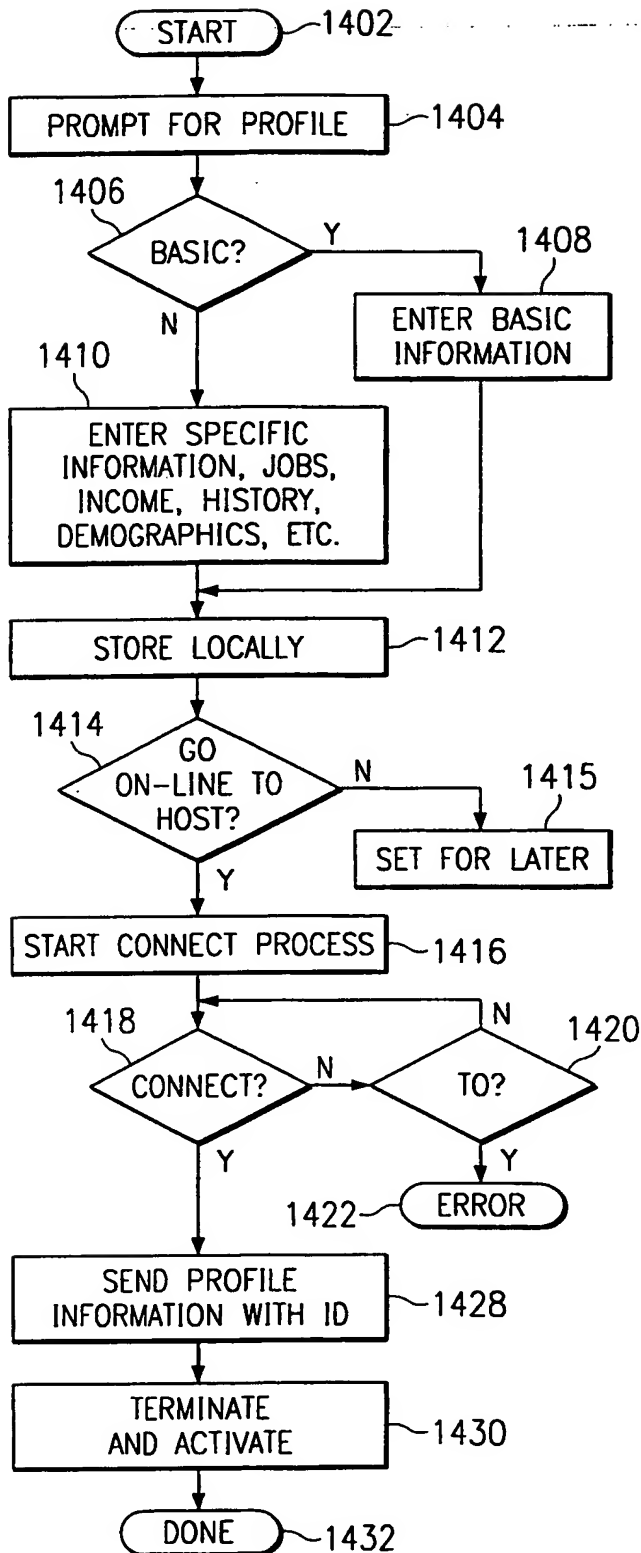 START
1402
PROMPT FOR PROFILE
1404
1406
BASIC?
Y
N
1408
ENTER BASIC
INFORMATION
1410
ENTER SPECIFIC
INFORMATION, JOBS,
INCOME, HISTORY,
DEMOGRAPHICS, ETC.
STORE LOCALLY
1412
1414
GO
ON-LINE TO
HOST?
N
Y
1415
SET FOR LATER
START CONNECT PROCESS
1416
1418
CONNECT?
N
Y
N
1420
TO?
Y
1422
ERROR
SEND PROFILE
INFORMATION WITH ID
1428
TERMINATE
AND ACTIVATE
1430
DONE
1432